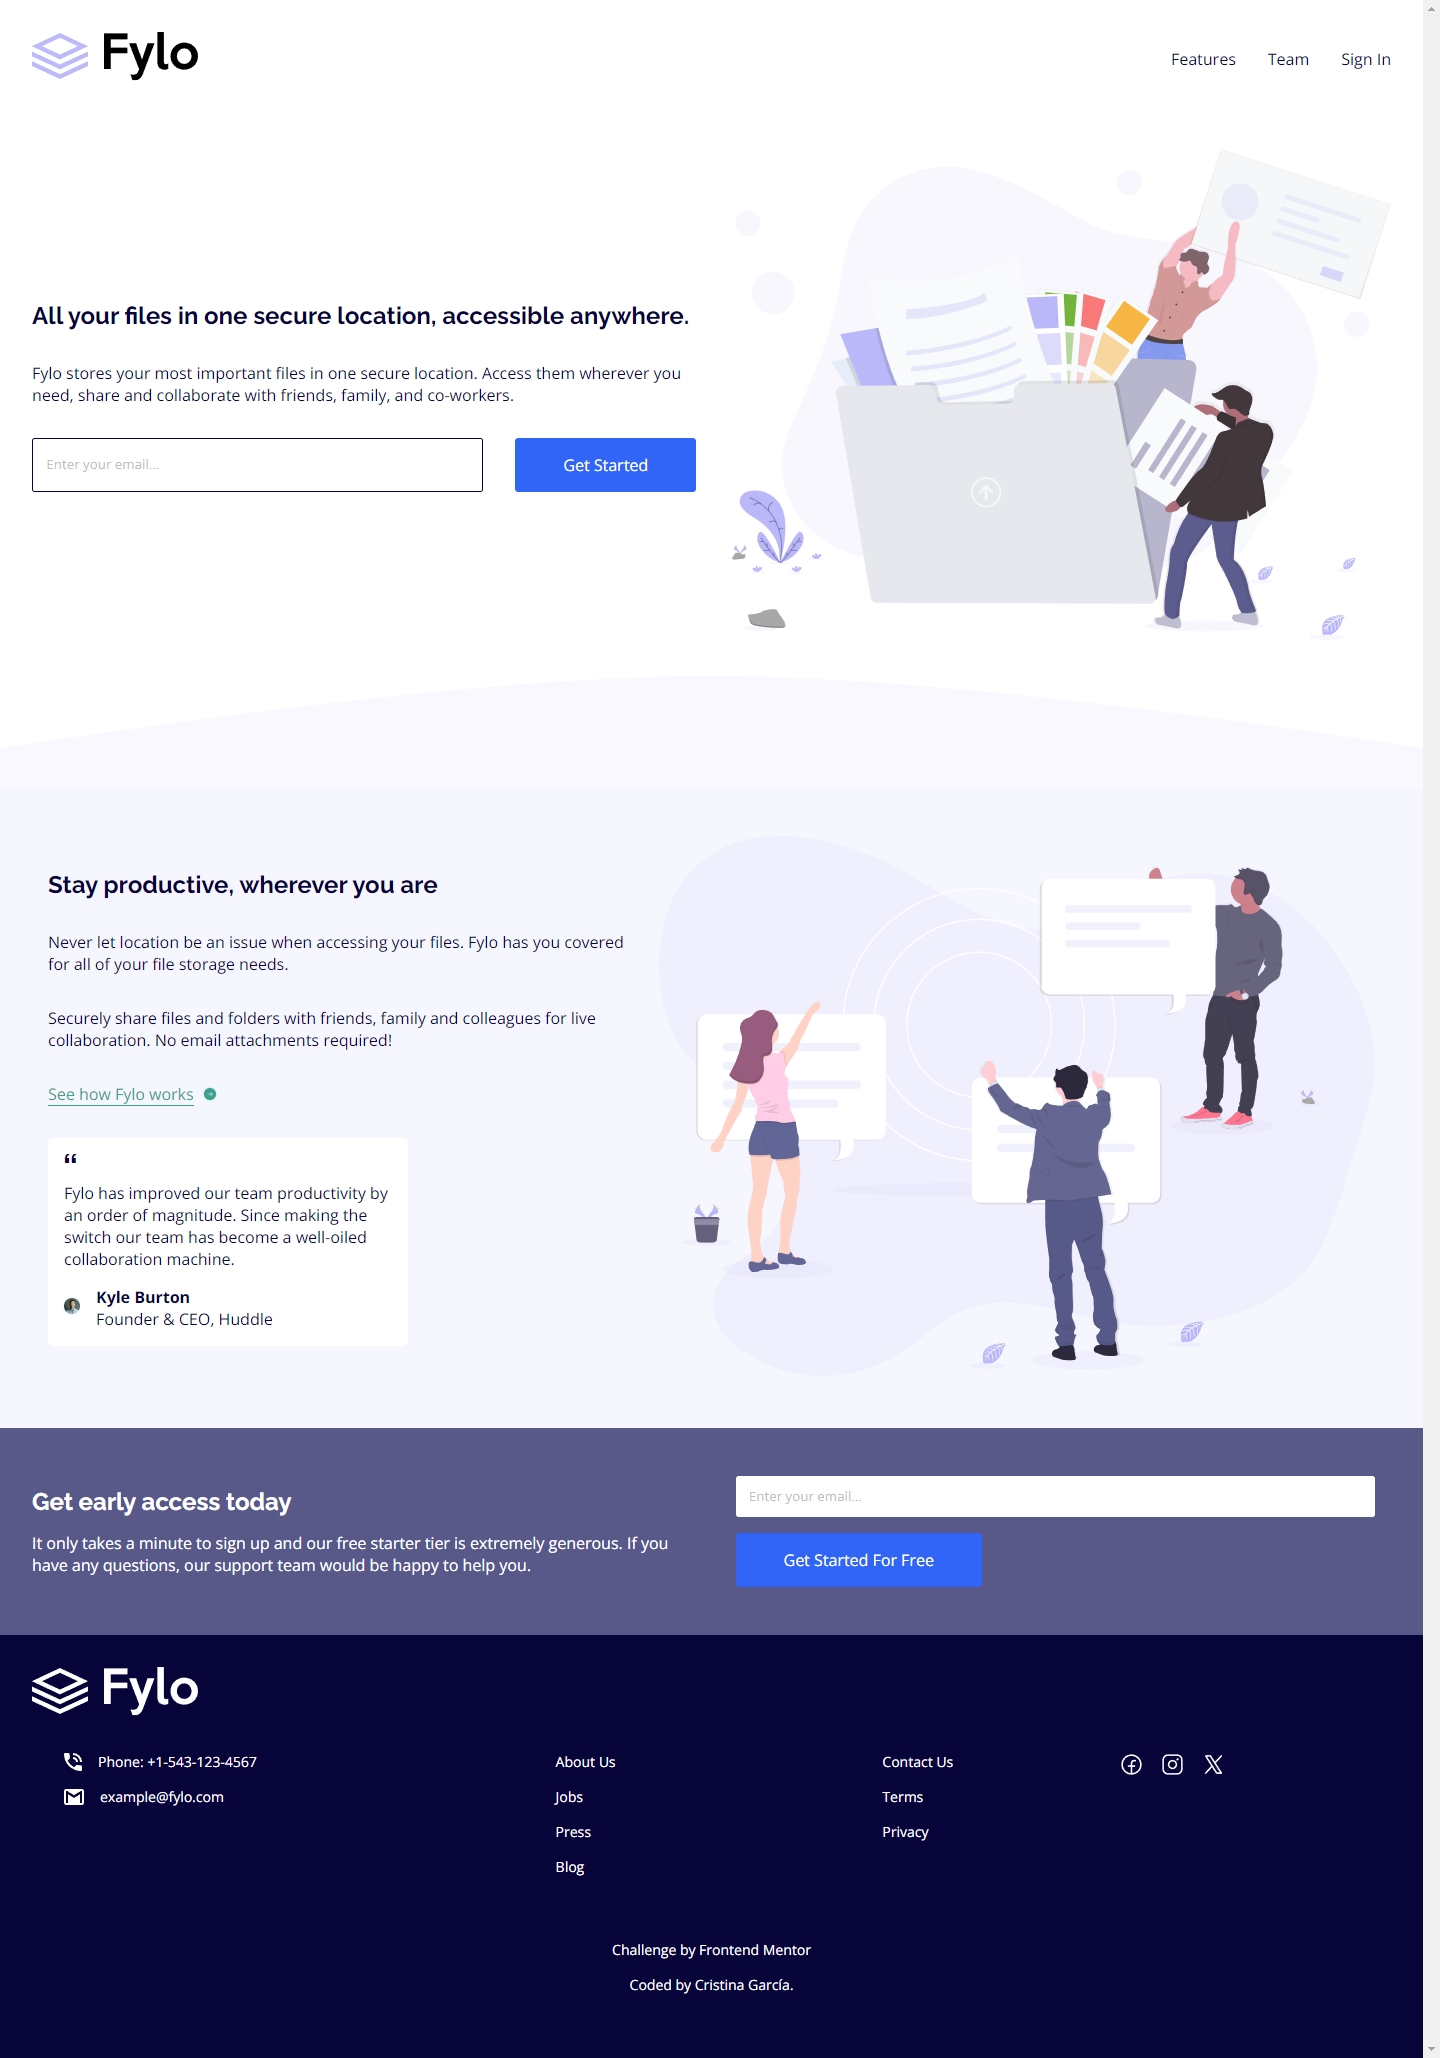 Fylo
Features
Team
Sign In
All your files in one secure location, accessible anywhere.
Fylo stores your most important files in one secure location. Access them wherever you
need, share and collaborate with friends, family, and co-workers.
Enter your email...
Get Started
Stay productive, wherever you are
Never let location be an issue when accessing your files. Fylo has you covered
for all of your file storage needs.
Securely share files and folders with friends, family and colleagues for live
collaboration. No email attachments required!
See how Fylo works
“
Fylo has improved our team productivity by
an order of magnitude. Since making the
switch our team has become a well-oiled
collaboration machine.
Kyle Burton
Founder & CEO, Huddle
Get early access today
It only takes a minute to sign up and our free starter tier is extremely generous. If you
have any questions, our support team would be happy to help you.
Enter your email...
Get Started For Free
Fylo
Phone: +1-543-123-4567
example@fylo.com
About Us
Jobs
Press
Blog
Contact Us
Terms
Privacy
Challenge by Frontend Mentor
Coded by Cristina García.